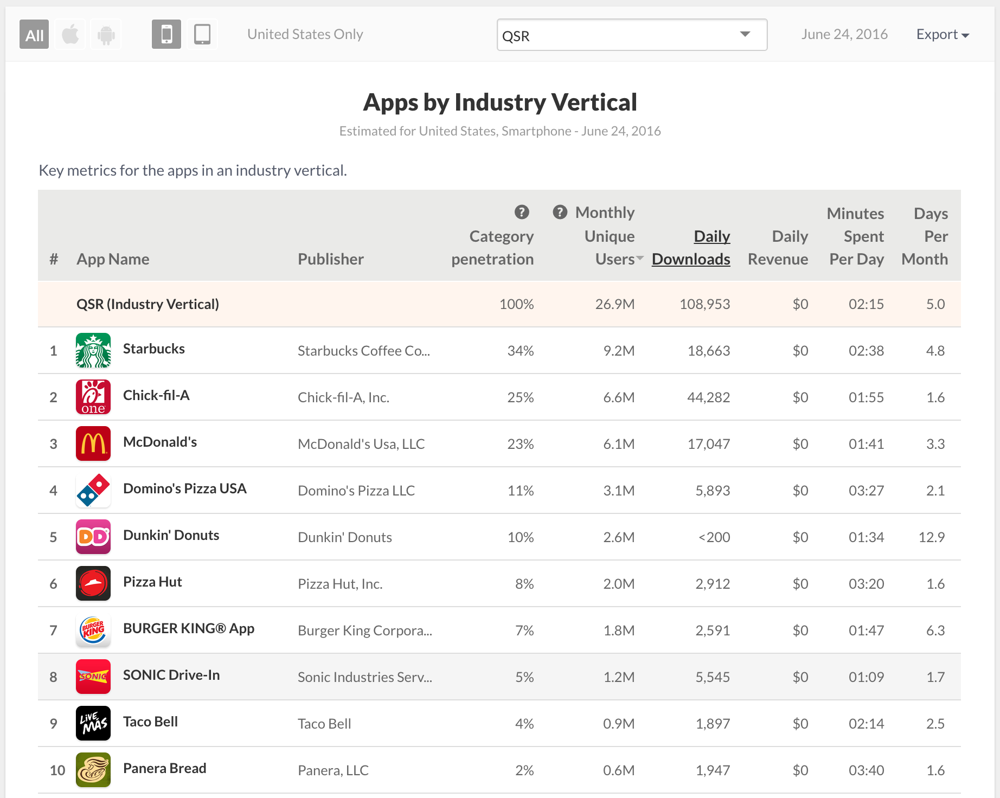 All United States Only QSR June 24, 2016 Export
Apps by Industry Vertical
Estimated for United States, Smartphone - June 24, 2016
Key metrics for the apps in an industry vertical.
# App Name Publisher ? Category penetration ? Monthly Unique Users Daily Downloads Daily Revenue Minutes Spent Per Day Days Per Month
QSR (Industry Vertical) 100% 26.9M 108,953 $0 02:15 5.0
1 Starbucks Starbucks Coffee Co... 34% 9.2M 18,663 $0 02:38 4.8
2 one Chick-fil-A Chick-fil-A, Inc. 25% 6.6M 44,282 $0 01:55 1.6
3 McDonald's McDonald's Usa, LLC 23% 6.1M 17,047 $0 01:41 3.3
4 Domino's Pizza USA Domino's Pizza LLC 11% 3.1M 5,893 $0 03:27 2.1
5 DD Dunkin' Donuts Dunkin' Donuts 10% 2.6M <200 $0 01:34 12.9
6 Pizza Hut Pizza Hut, Inc. 8% 2.0M 2,912 $0 03:20 1.6
7 BURGER KING BURGER KING® App Burger King Corpora... 7% 1.8M 2,591 $0 01:47 6.3
8 SONIC SONIC Drive-In Sonic Industries Serv... 5% 1.2M 5,545 $0 01:09 1.7
9 LIVE MÁS Taco Bell Taco Bell 4% 0.9M 1,897 $0 02:14 2.5
10 Panera Bread Panera, LLC 2% 0.6M 1,947 $0 03:40 1.6